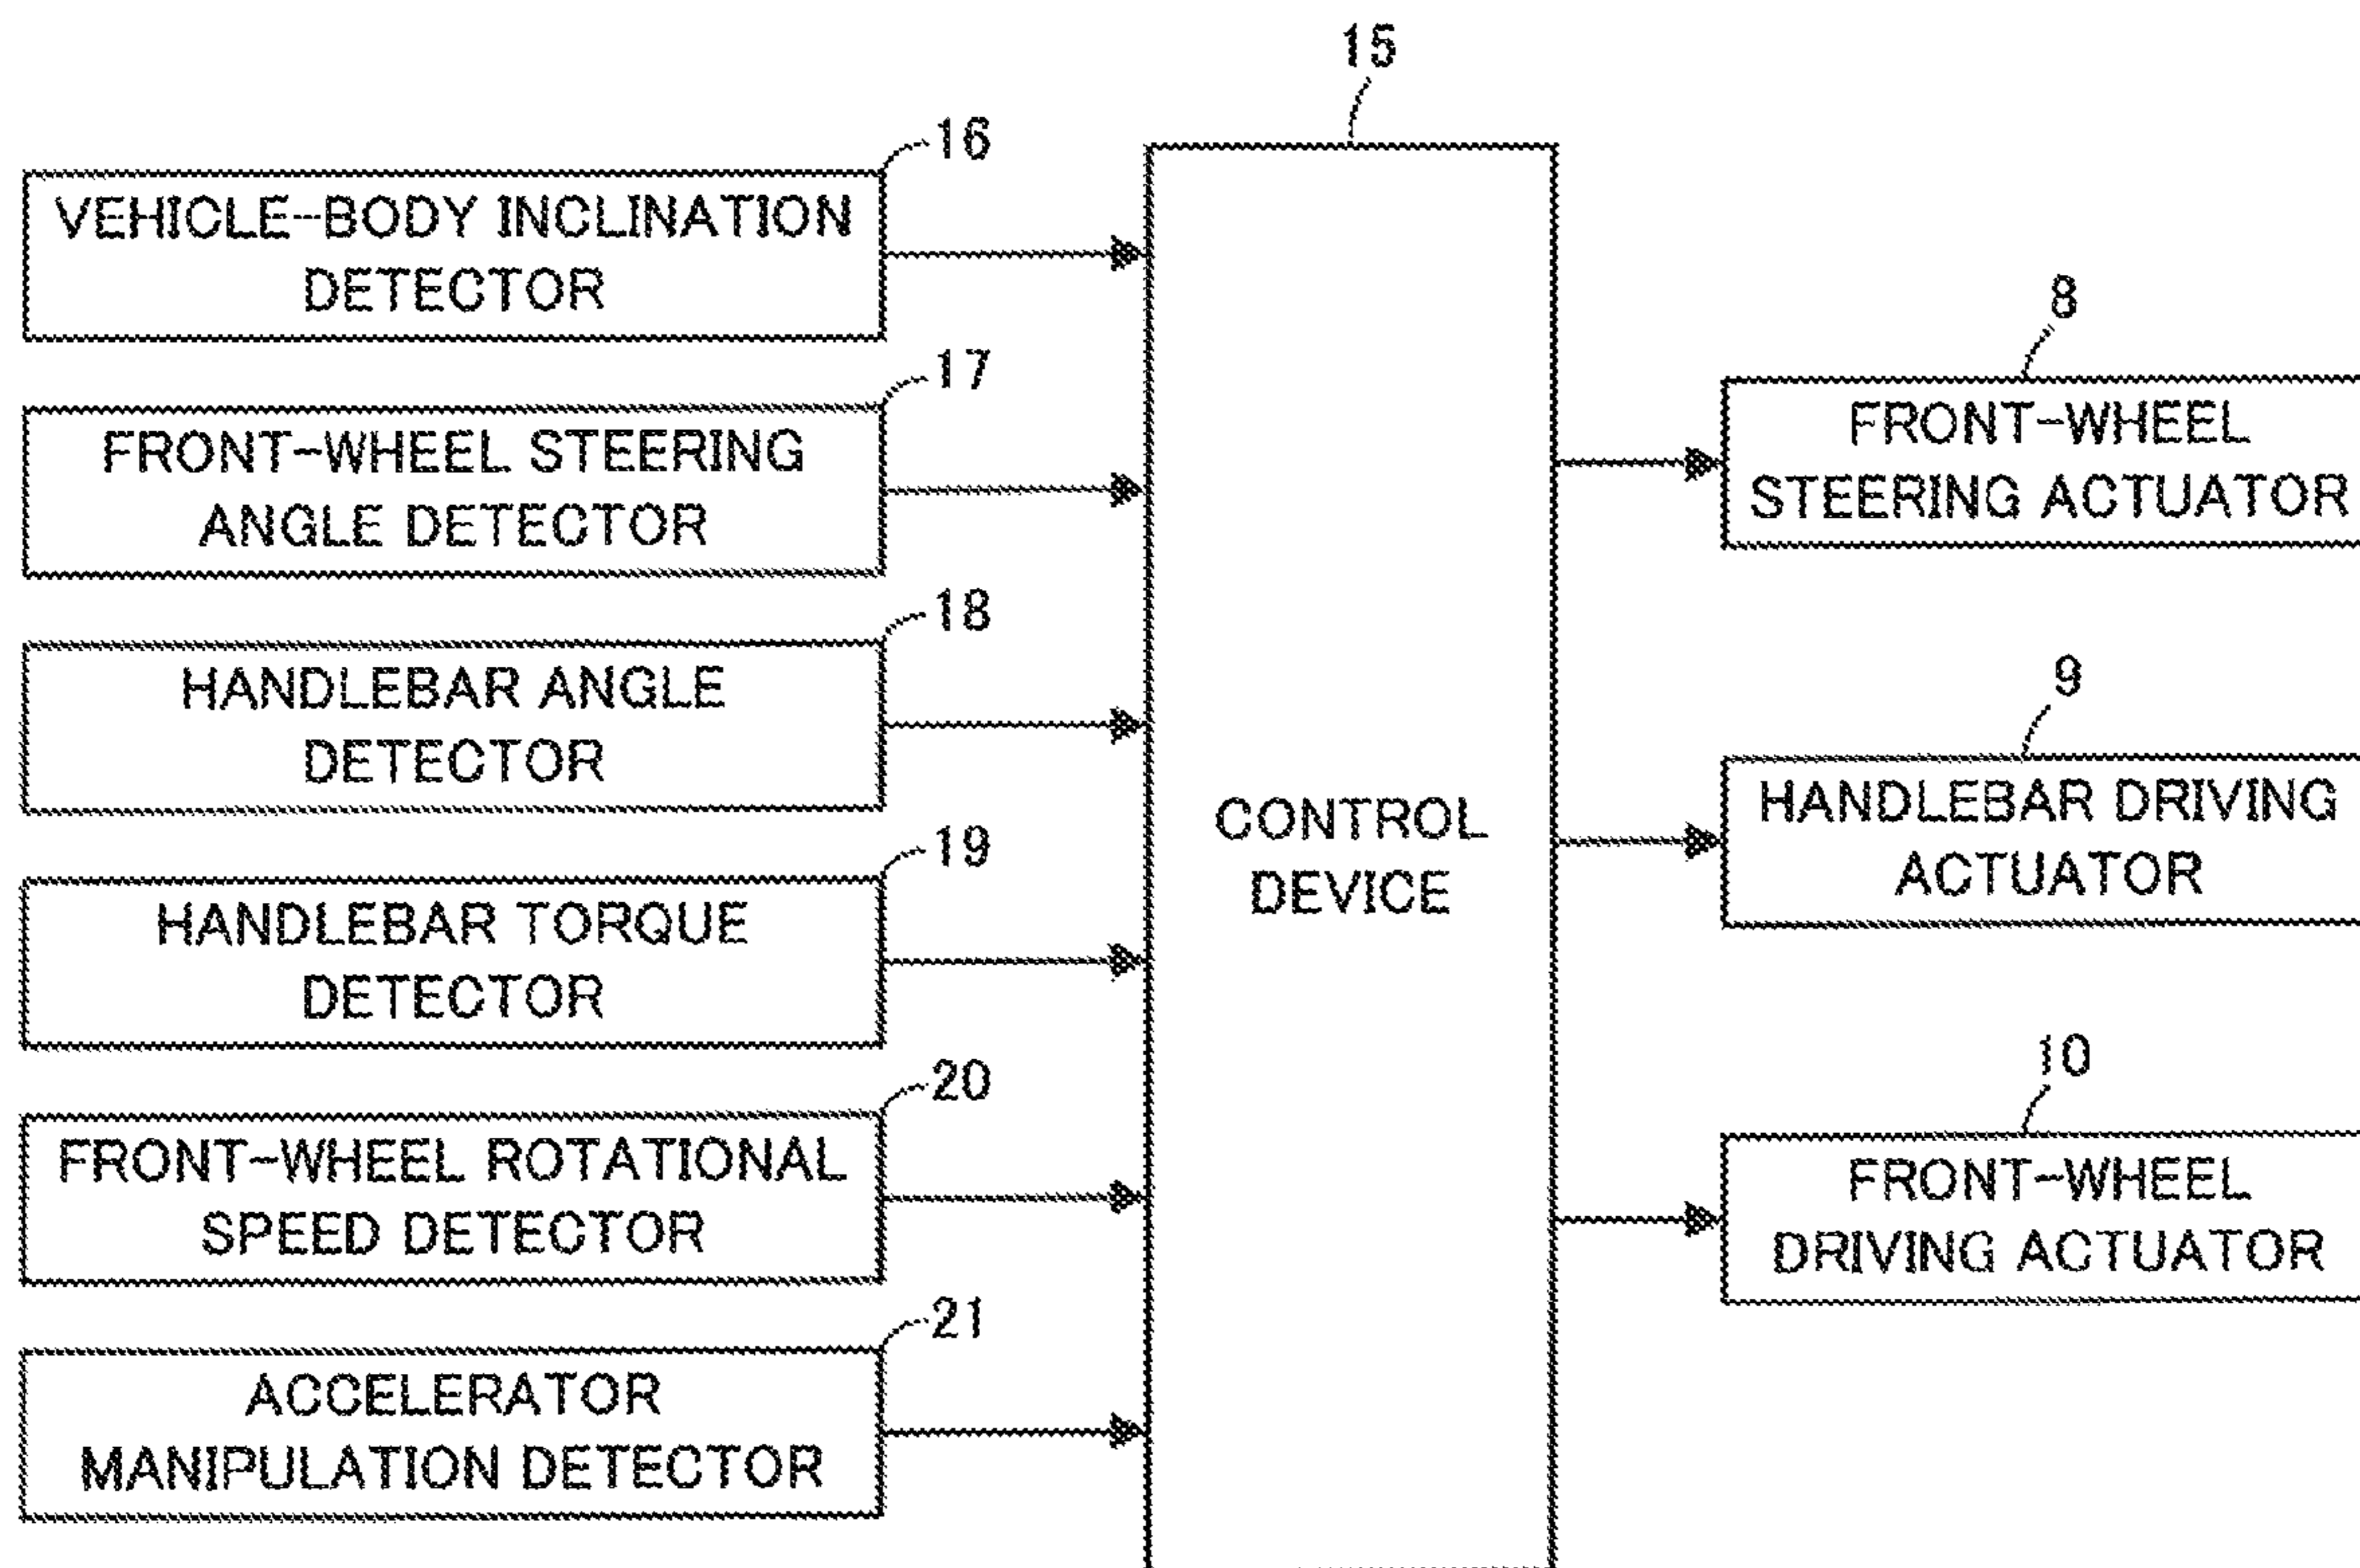 15
16
VEHICLE-BODY INCLINATION
DETECTOR
17
FRONT-WHEEL STEERING
ANGLE DETECTOR
18
HANDLEBAR ANGLE
DETECTOR
19
HANDLEBAR TORQUE
DETECTOR
20
FRONT-WHEEL ROTATIONAL
SPEED DETECTOR
21
ACCELERATOR
MANIPULATION DETECTOR
CONTROL
DEVICE
8
FRONT-WHEEL
STEERING ACTUATOR
9
HANDLEBAR DRIVING
ACTUATOR
10
FRONT-WHEEL
DRIVING ACTUATOR